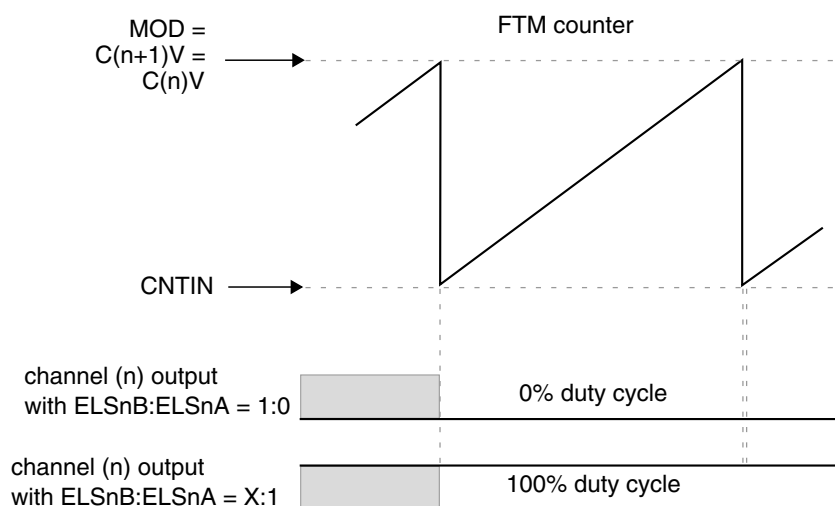 FTM counter
MOD =
C(n+1)V =
C(n)V
CNTIN
channel (n) output
with ELSnB:ELSnA = 1:0
0% duty cycle
channel (n) output
with ELSnB:ELSnA = X:1
100% duty cycle